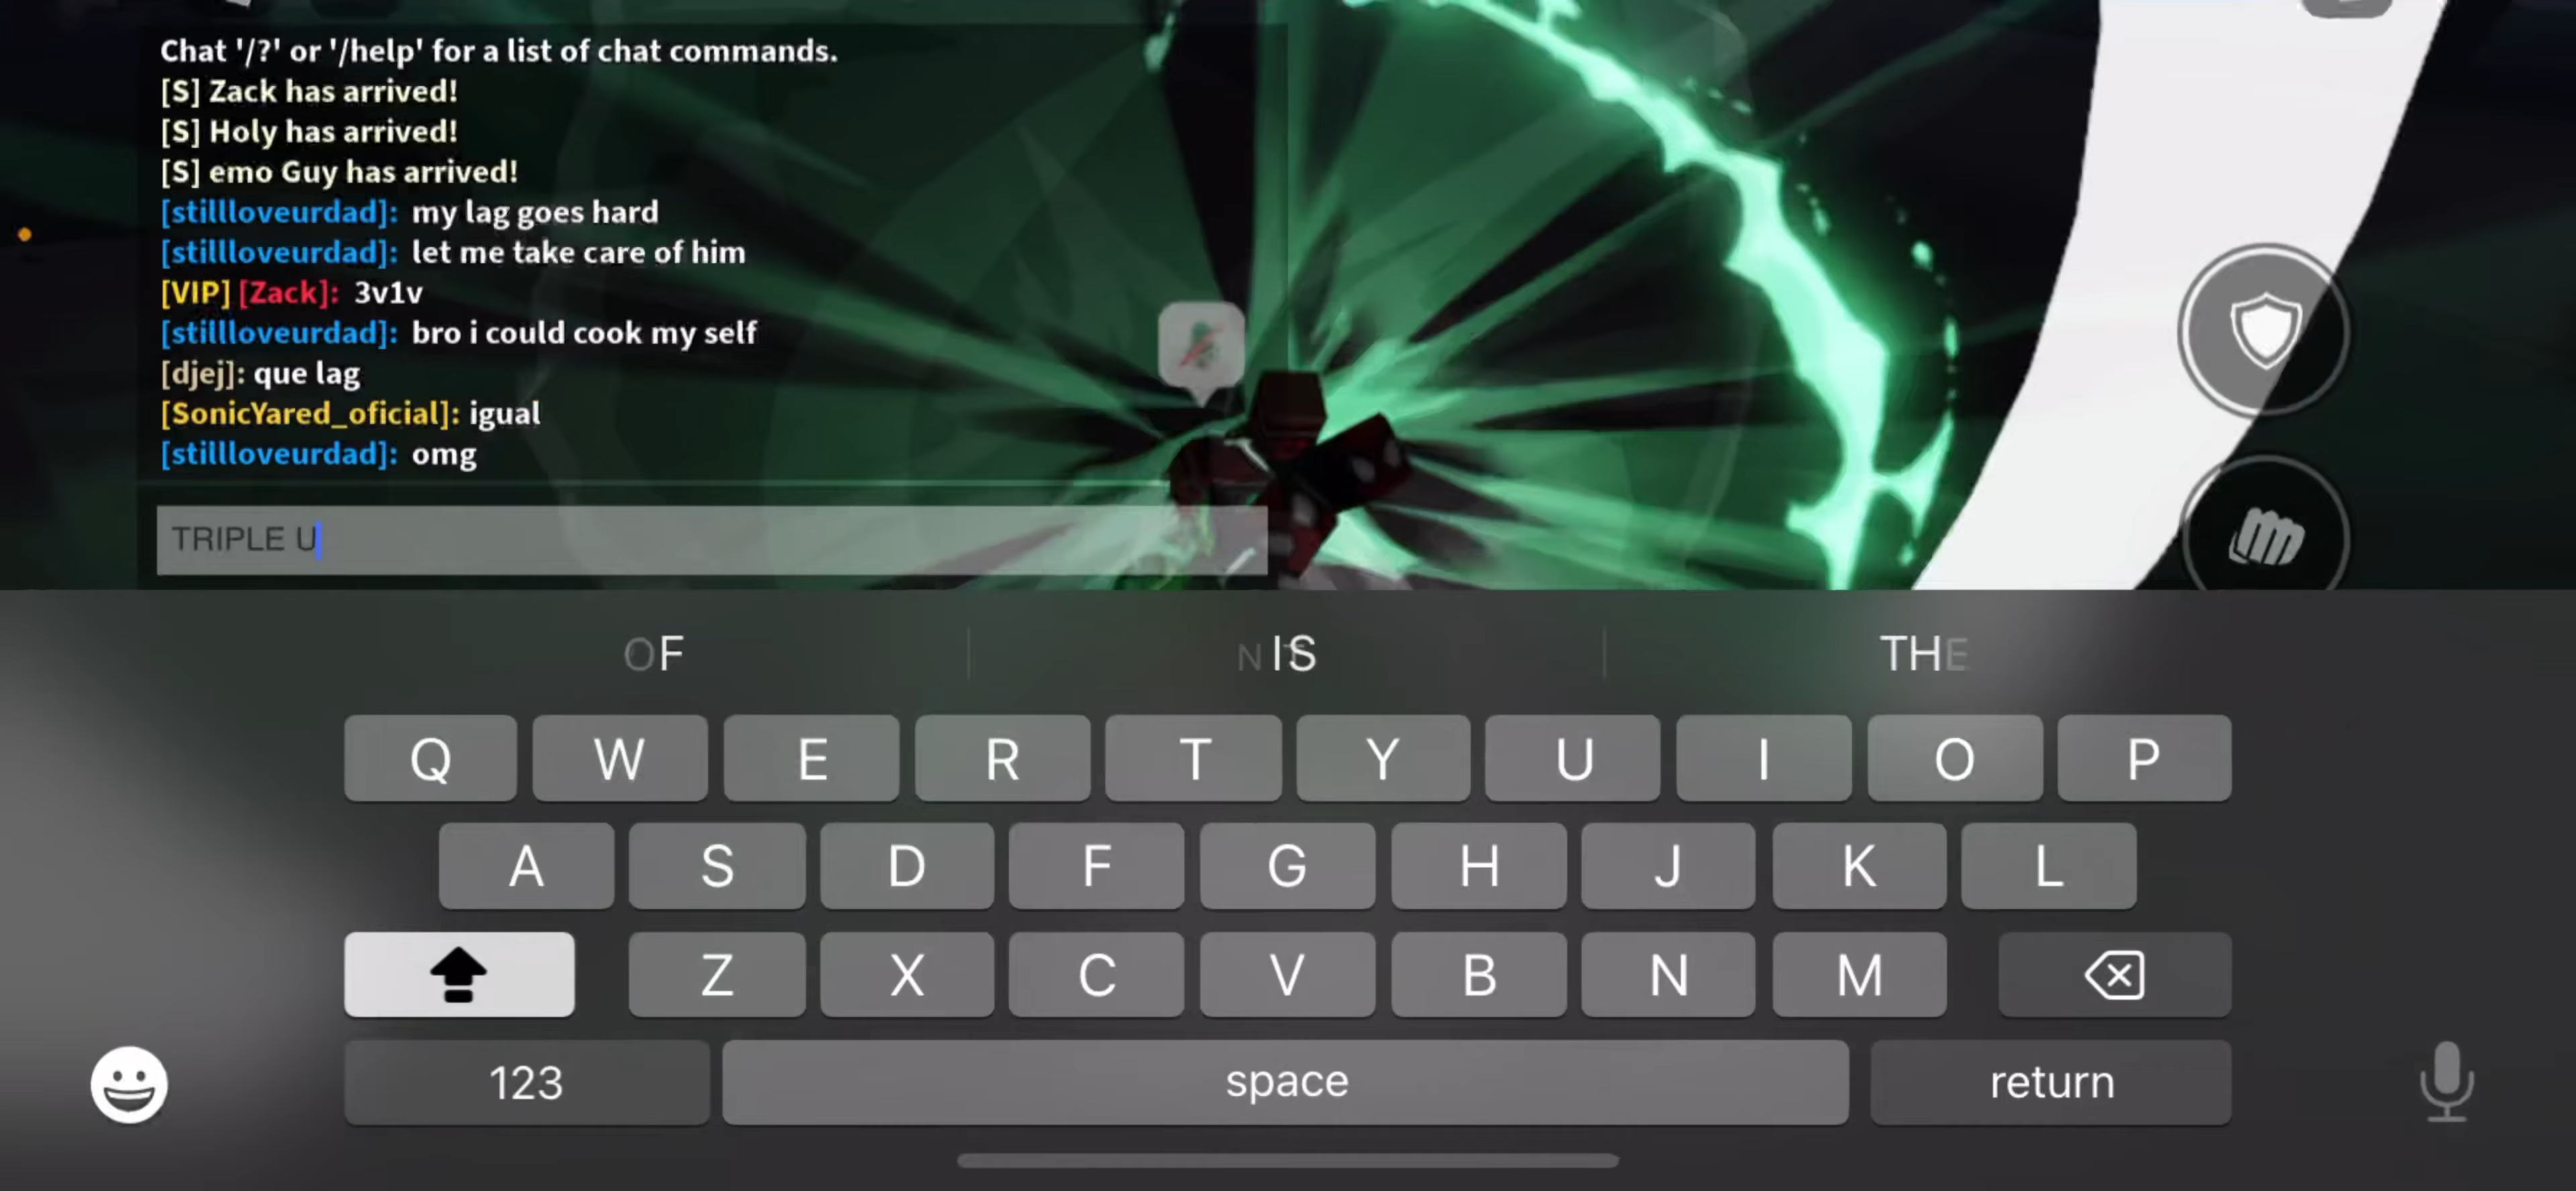 Chat '/?' or '/help' for a list of chat commands.
[S] Zack has arrived!
[S] Holy has arrived!
[S] emo Guy has arrived!
[stillloveurdad]: my lag goes hard
[stillloveurdad]: let me take care of him
[VIP] [Zack]: 3v1v
[stillloveurdad]: bro i could cook my self
[djej]: que lag
[SonicYared_oficial]: igual
[stillloveurdad]: omg
TRIPLE U
OF IS THE
Q W E R T Y U I O P
A S D F G H J K L
Z X C V B N M
123 space return